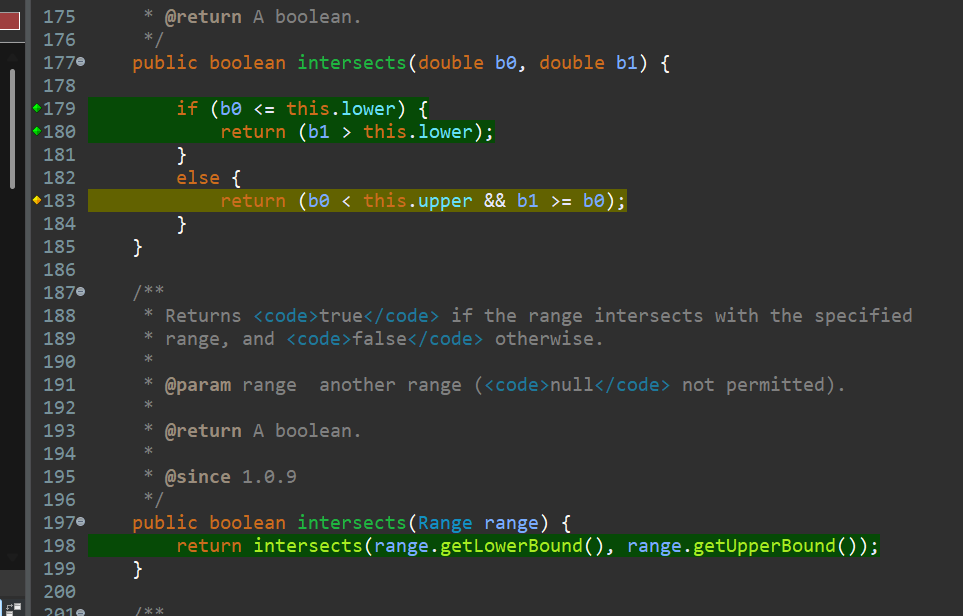 175      * @return A boolean.
176      */
177    public boolean intersects(double b0, double b1) {
178
179        if (b0 <= this.lower) {
180            return (b1 > this.lower);
181        }
182        else {
183            return (b0 < this.upper && b1 >= b0);
184        }
185    }
186
187    /**
188     * Returns <code>true</code> if the range intersects with the specified
189     * range, and <code>false</code> otherwise.
190     *
191     * @param range  another range (<code>null</code> not permitted).
192     *
193     * @return A boolean.
194     *
195     * @since 1.0.9
196     */
197    public boolean intersects(Range range) {
198        return intersects(range.getLowerBound(), range.getUpperBound());
199    }
200
201    /**